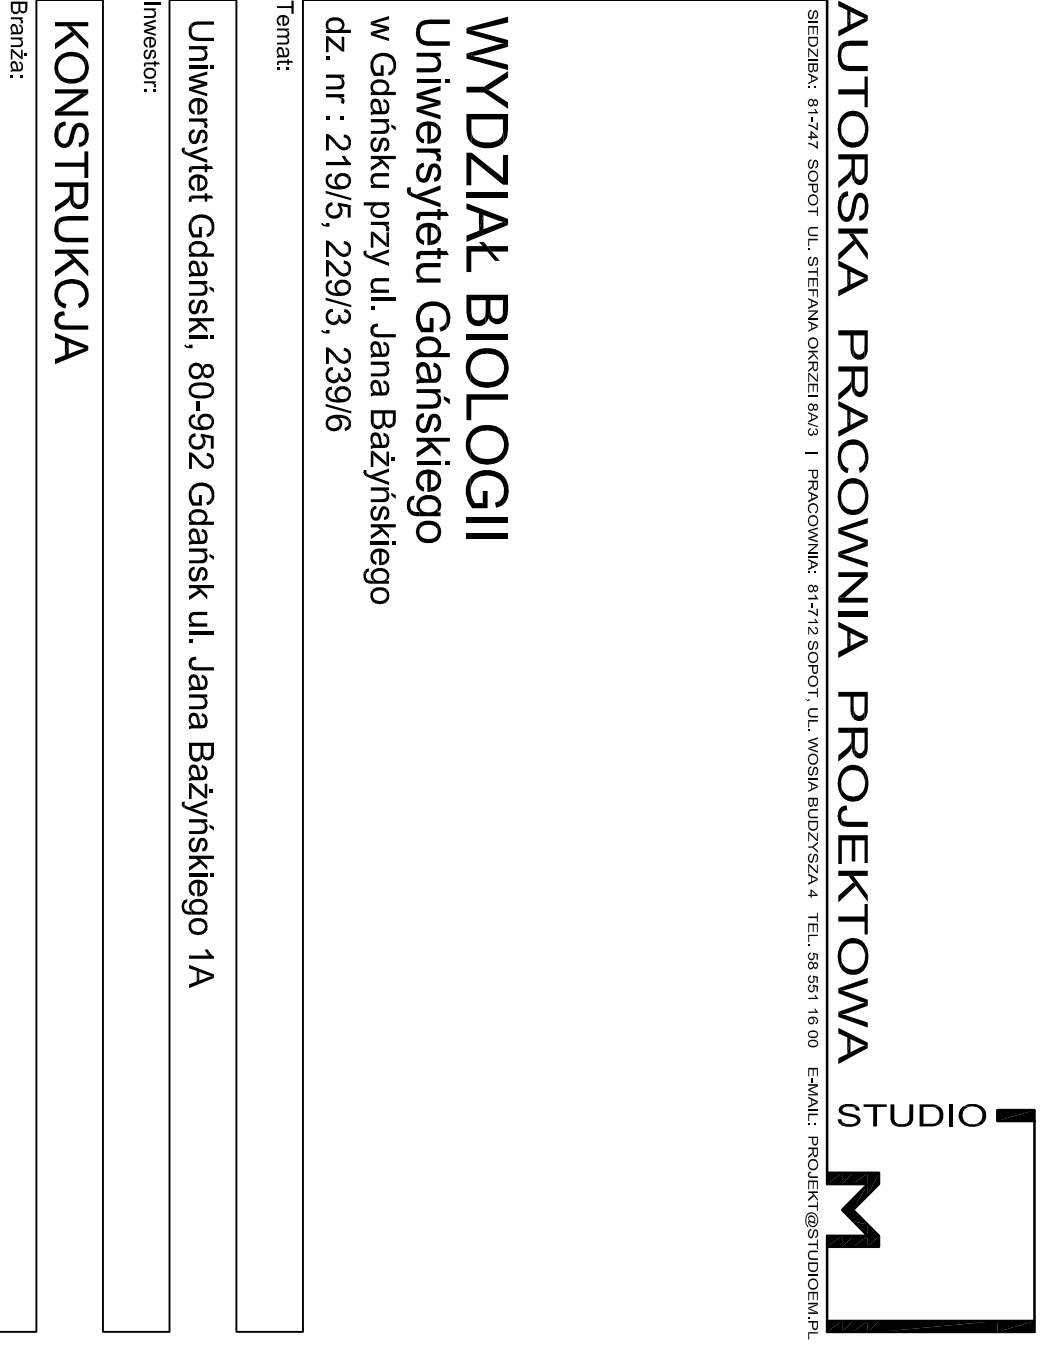 AUTORSKA PRACOWNIA PROJEKTOWA
STUDIO
M
SIEDZIBA: 81-747 SOPOT UL. STEFANA OKRZEI 8A/3 | PRACOWNIA: 81-712 SOPOT, UL. WOSIA BUDZYSZA 4 TEL. 58 551 16 00 E-MAIL: PROJEKT@STUDIOEM.PL
WYDZIAŁ BIOLOGII
Uniwersytetu Gdańskiego
w Gdańsku przy ul. Jana Bażyńskiego
dz. nr : 219/5, 229/3, 239/6
Temat:
Uniwersytet Gdański, 80-952 Gdańsk ul. Jana Bażyńskiego 1A
Inwestor:
KONSTRUKCJA
Branża: